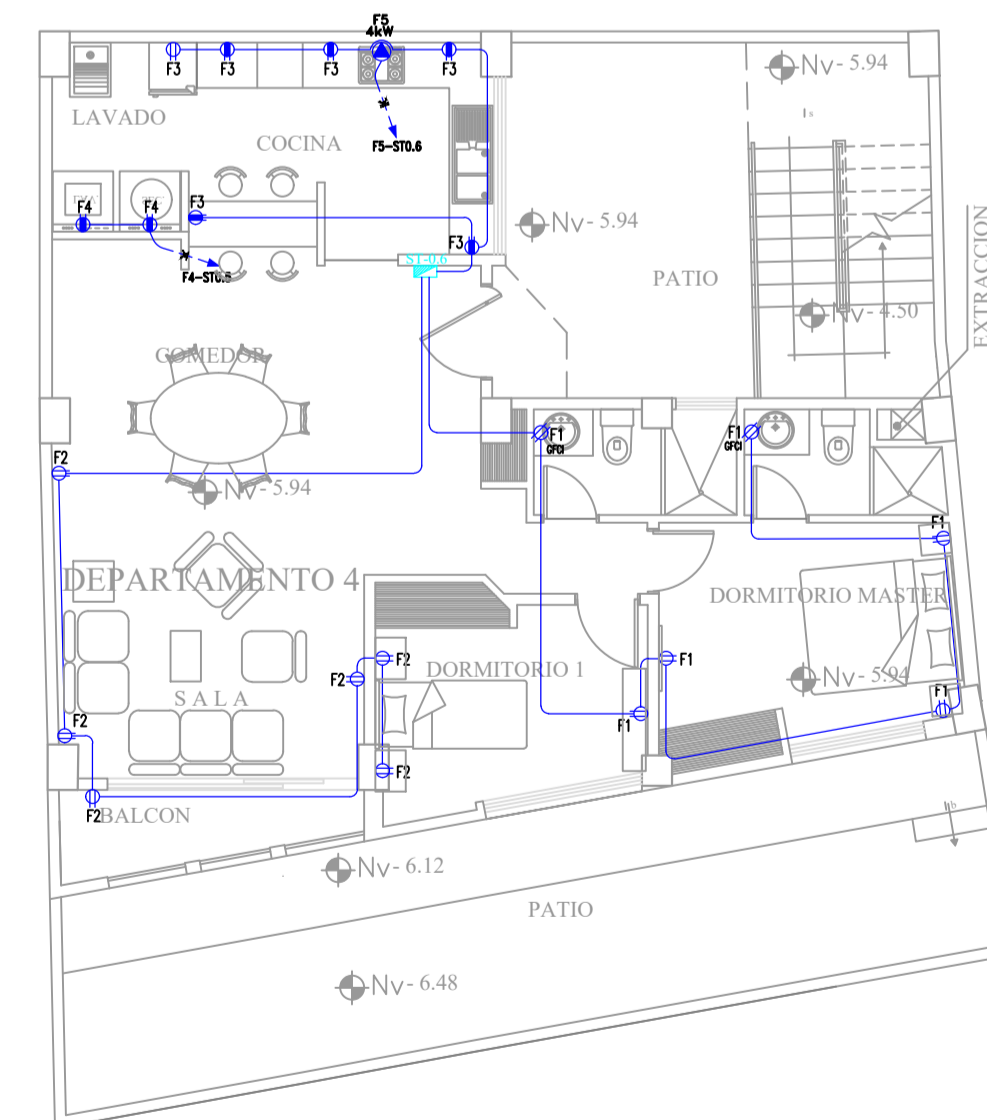 F5
4kW
F3
F3
F3
F3
Nv- 5.94
LAVADO
COCINA
F5-ST0.6
F4
F4
F3
Nv- 5.94
F3
PATIO
EXTRACCION
ST-0.6
F4-ST0.6
Nv- 4.50
COMEDOR
F1
GFCI
F1
GFCI
F2
Nv- 5.94
F1
DEPARTAMENTO 4
DORMITORIO MASTER
F2
F1
DORMITORIO 1
F2
Nv- 5.94
SALA
F1
F1
F2
F2
F2
BALCON
Nv- 6.12
PATIO
Nv- 6.48